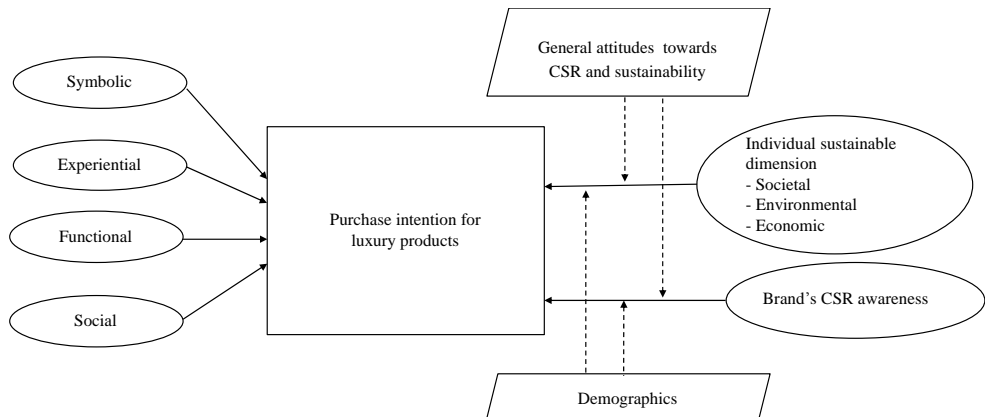 Symbolic
Experiential
Functional
Social
Purchase intention for
luxury products
General attitudes towards
CSR and sustainability
Individual sustainable
dimension
- Societal
- Environmental
- Economic
Brand's CSR awareness
Demographics